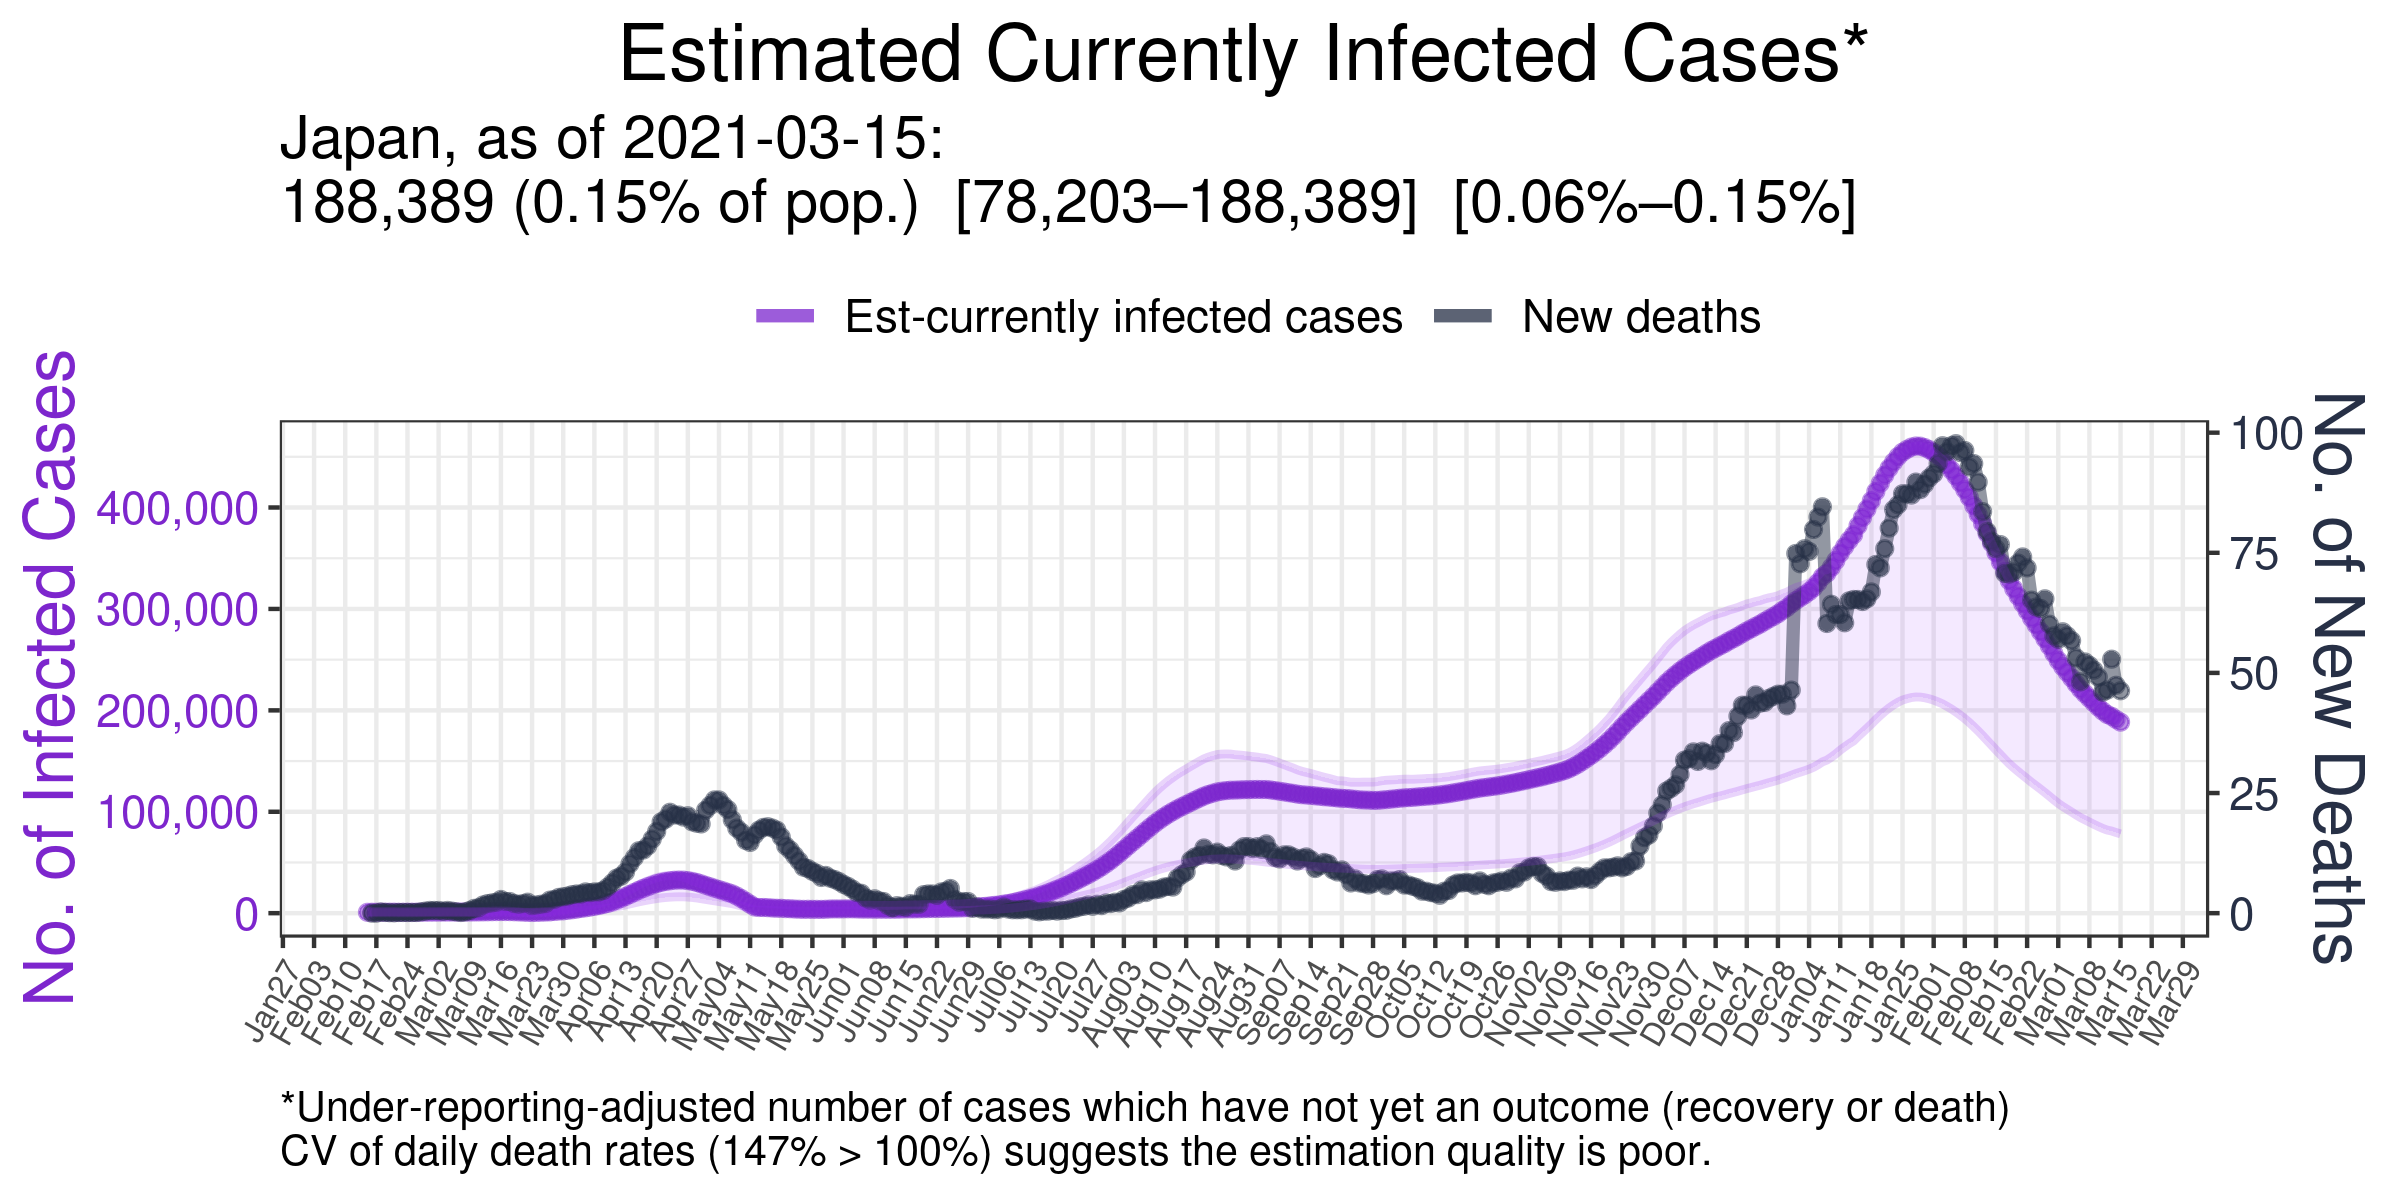 Estimated Currently Infected Cases*
Japan, as of 2021-03-15:
188,389 (0.15% of pop.)  [78,203–188,389]  [0.06%–0.15%]
Est-currently infected cases
New deaths
No. of Infected Cases
400,000
300,000
200,000
100,000
0
No. of New Deaths
100
75
50
25
0
Jan27
Feb03
Feb10
Feb17
Feb24
Mar02
Mar09
Mar16
Mar23
Mar30
Apr06
Apr13
Apr20
Apr27
May04
May11
May18
May25
Jun01
Jun08
Jun15
Jun22
Jun29
Jul06
Jul13
Jul20
Jul27
Aug03
Aug10
Aug17
Aug24
Aug31
Sep07
Sep14
Sep21
Sep28
Oct05
Oct12
Oct19
Oct26
Nov02
Nov09
Nov16
Nov23
Nov30
Dec07
Dec14
Dec21
Dec28
Jan04
Jan11
Jan18
Jan25
Feb01
Feb08
Feb15
Feb22
Mar01
Mar08
Mar15
Mar22
Mar29
*Under-reporting-adjusted number of cases which have not yet an outcome (recovery or death)
CV of daily death rates (147% > 100%) suggests the estimation quality is poor.